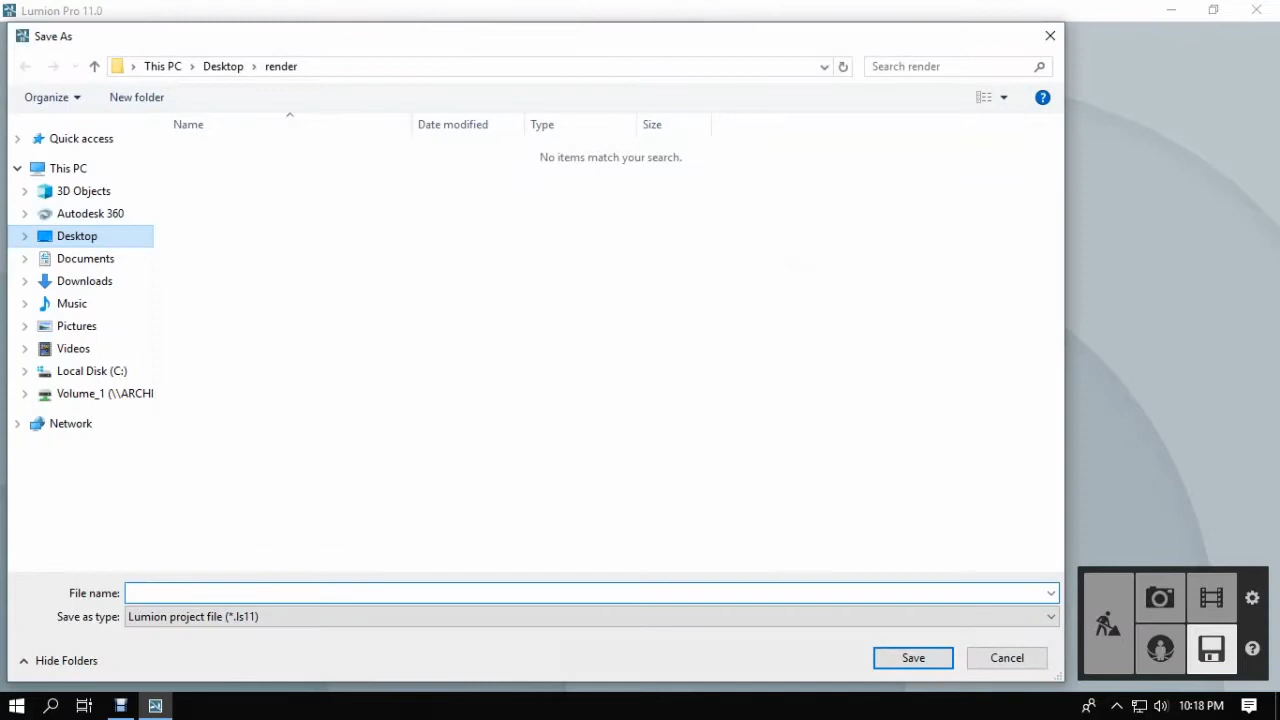 Lumion Pro 11.0
Save As
This PC > Desktop > render
Search render
Organize
New folder
Name
Date modified
Type
Size
No items match your search.
Quick access
This PC
3D Objects
Autodesk 360
Desktop
Documents
Downloads
Music
Pictures
Videos
Local Disk (C:)
Volume_1 (\\ARCHI
Network
File name:
Save as type: Lumion project file (*.ls11)
Hide Folders
Save
Cancel
10:18 PM